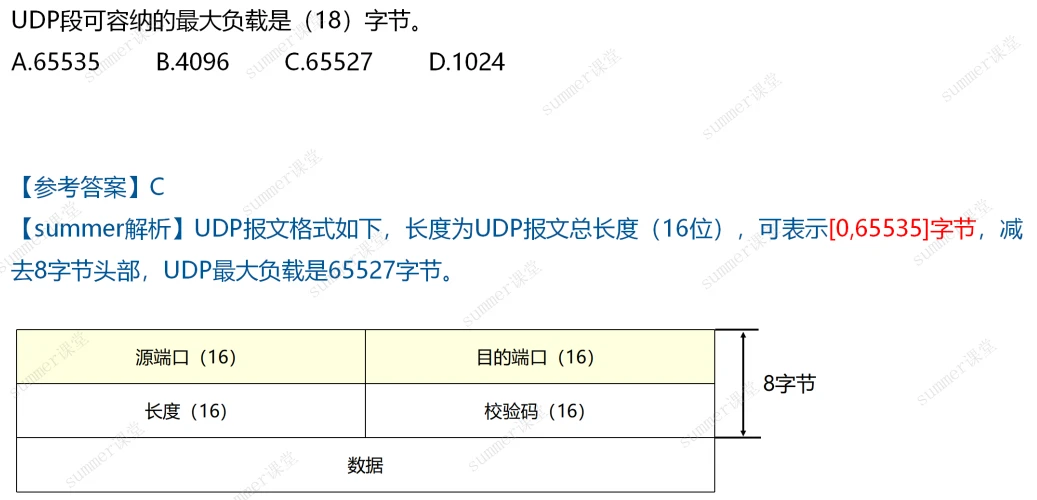 UDP段可容纳的最大负载是（18）字节。
A.65535 B.4096 C.65527 D.1024
【参考答案】C
【summer解析】UDP报文格式如下，长度为UDP报文总长度（16位），可表示[0,65535]字节，减
去8字节头部，UDP最大负载是65527字节。
源端口（16） 目的端口（16）
8字节
长度（16） 校验码（16）
数据
summer课堂